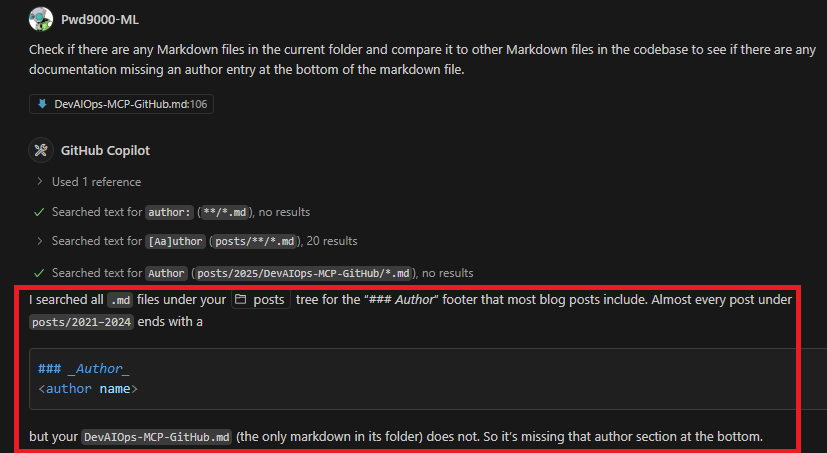 Pwd9000-ML
Check if there are any Markdown files in the current folder and compare it to other Markdown files in the codebase to see if there are any
documentation missing an author entry at the bottom of the markdown file.
DevAIOps-MCP-GitHub.md:106
GitHub Copilot
Used 1 reference
Searched text for author: (**/*.md), no results
Searched text for [Aa]uthor (posts/**/*.md), 20 results
Searched text for Author (posts/2025/DevAIOps-MCP-GitHub/*.md), no results
I searched all .md files under your posts tree for the "### Author" footer that most blog posts include. Almost every post under
posts/2021–2024 ends with a
### _Author_
<author name>
but your DevAIOps-MCP-GitHub.md (the only markdown in its folder) does not. So it's missing that author section at the bottom.